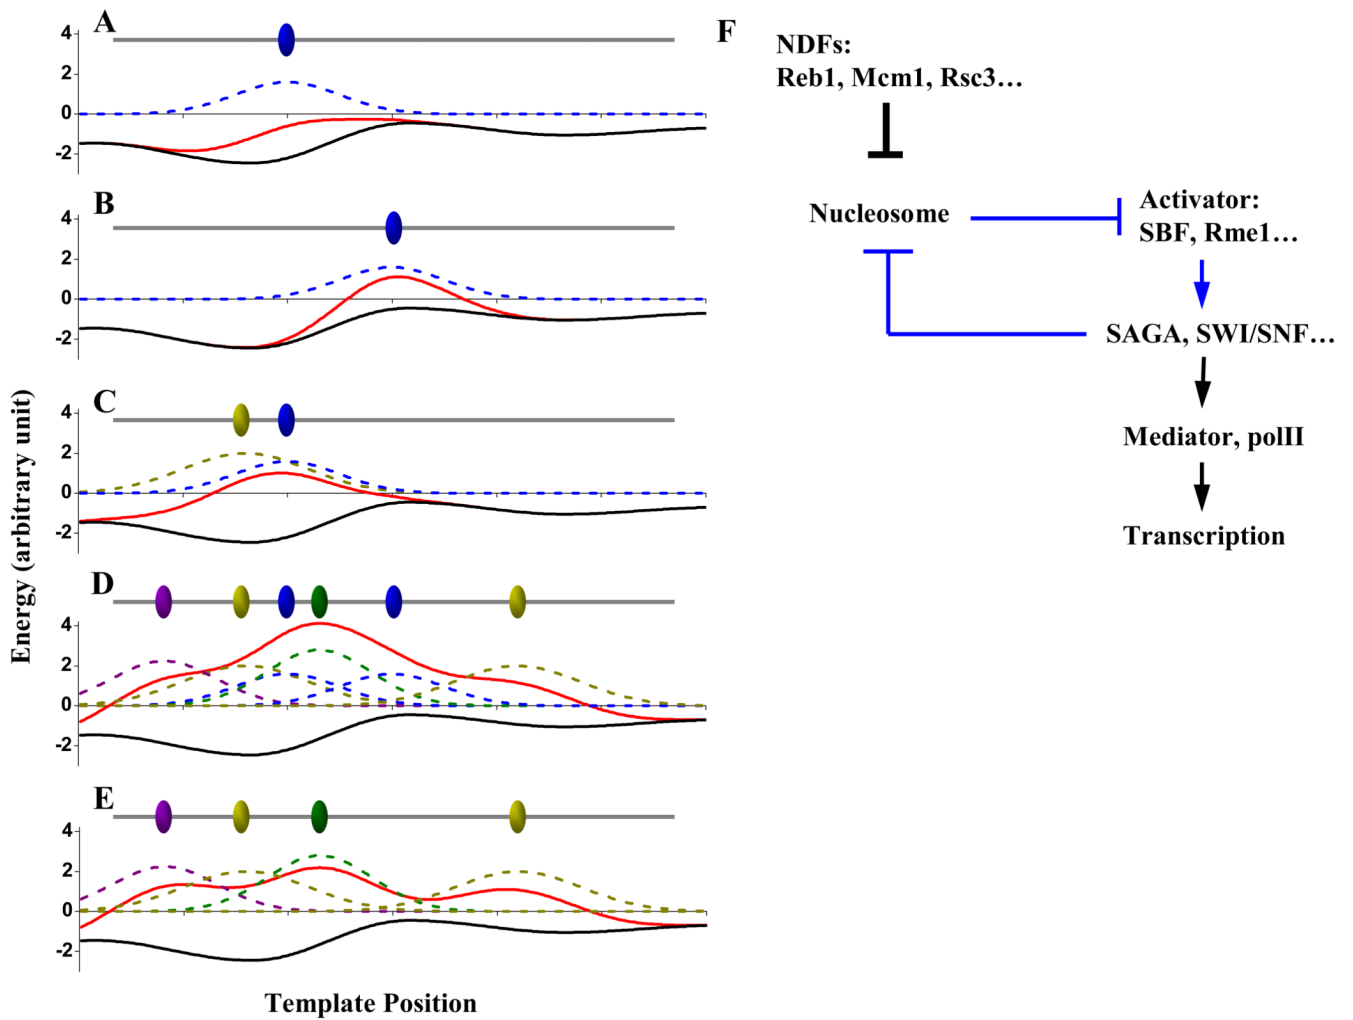 A
4
2
0
-2
B
4
2
0
-2
C
4
2
0
-2
D
4
2
0
-2
E
4
2
0
-2
Energy (arbitrary unit)
Template Position
F
NDFs:
Reb1, Mcm1, Rsc3…
Nucleosome
Activator:
SBF, Rme1…
SAGA, SWI/SNF…
Mediator, polII
Transcription